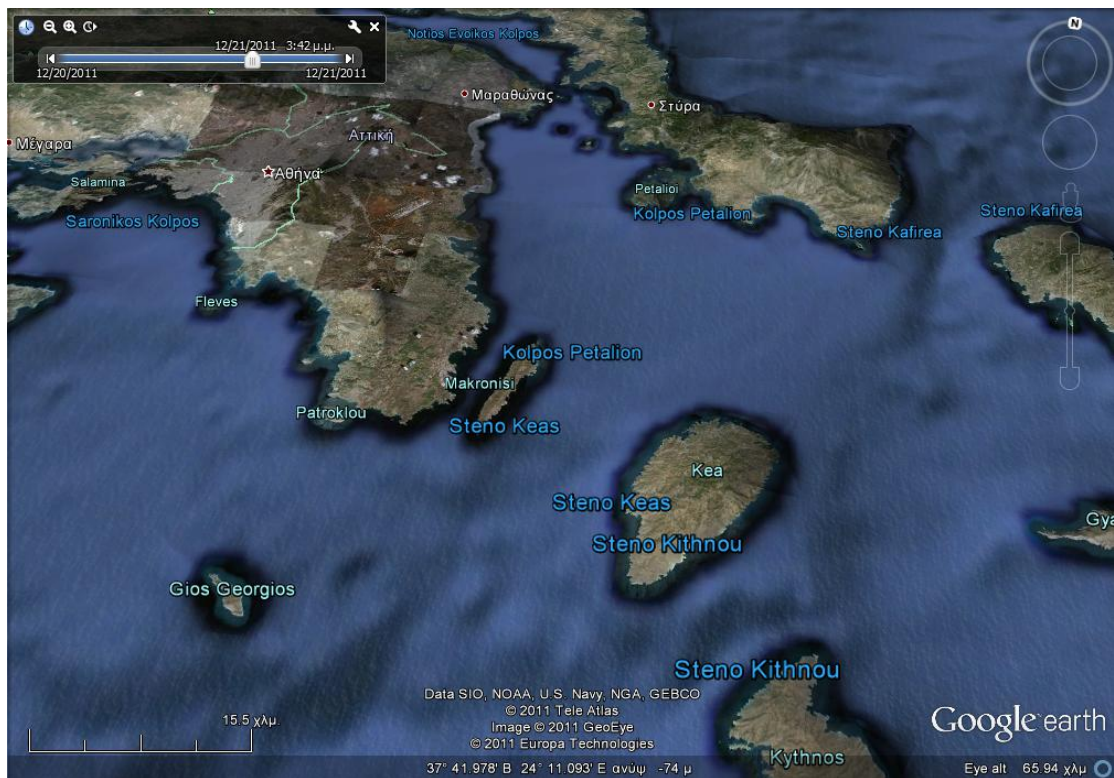 12/21/2011 3:42 μ.μ.
12/20/2011 12/21/2011
N
Notios Evoikos Kolpos
Μαραθώνας
Στύρα
Αττική
Μέγαρα
Αθήνα
Salamina
Petalioi
Saronikos Kolpos
Kolpos Petalion
Steno Kafirea
Steno Kafirea
Fleves
Kolpos Petalion
Makronisi
Patroklou
Steno Keas
Kea
Steno Keas
Gya
Steno Kithnou
Gios Georgios
Steno Kithnou
Data SIO, NOAA, U.S. Navy, NGA, GEBCO
© 2011 Tele Atlas
Image © 2011 GeoEye
© 2011 Europa Technologies
15.5 χλμ.
Google earth
Kythnos
37° 41.978' Β 24° 11.093' Ε ανύψ -74 μ
Eye alt 65.94 χλμ